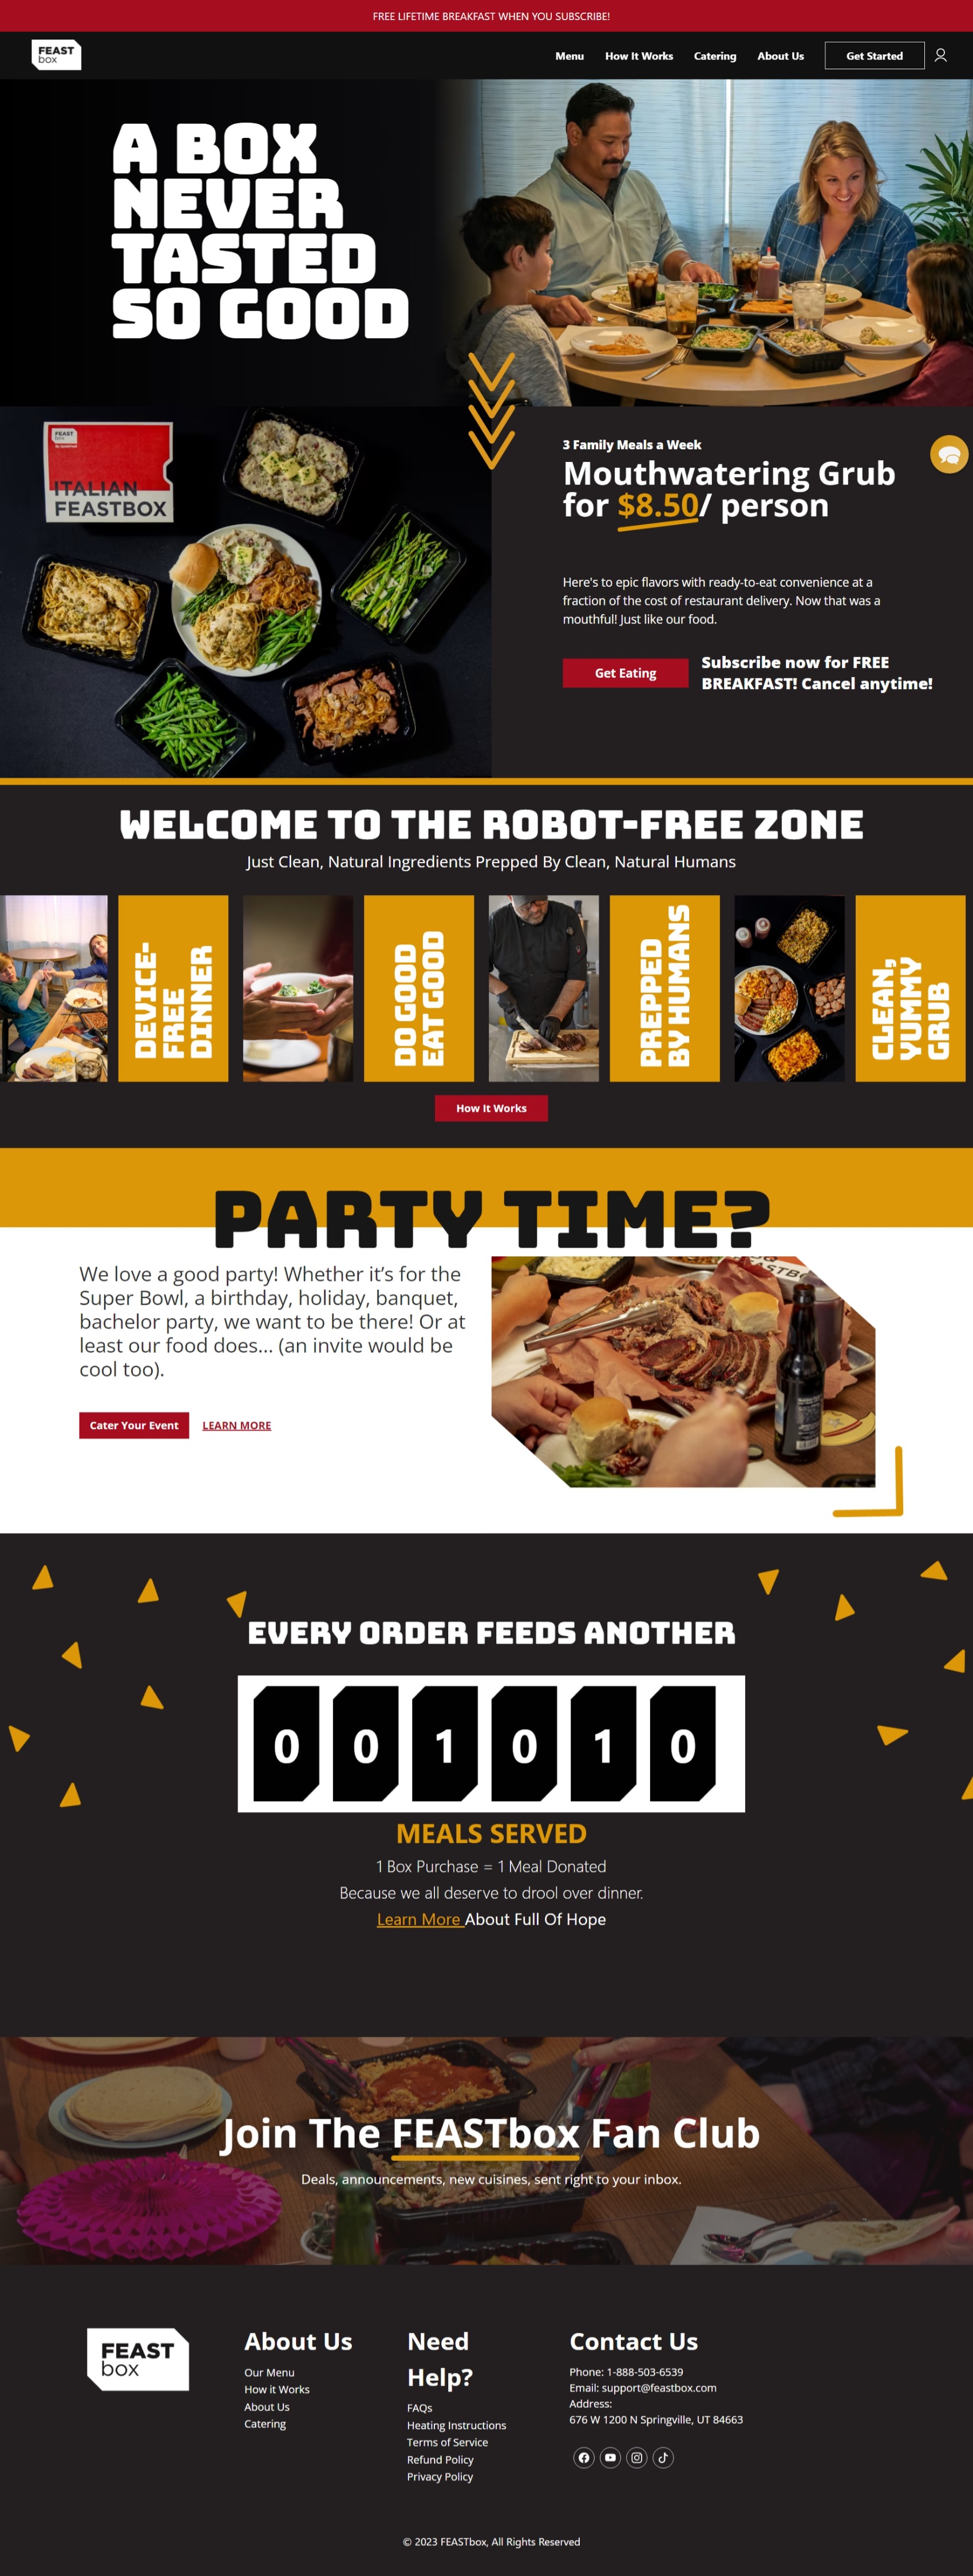 FREE LIFETIME BREAKFAST WHEN YOU SUBSCRIBE!
FEAST
box
Menu How It Works Catering About Us Get Started
A BOX
NEVER
TASTED
SO GOOD
FEAST
box
ITALIAN
FEASTBOX
3 Family Meals a Week
Mouthwatering Grub
for $8.50/ person
Here's to epic flavors with ready-to-eat convenience at a
fraction of the cost of restaurant delivery. Now that was a
mouthful! Just like our food.
Get Eating
Subscribe now for FREE
BREAKFAST! Cancel anytime!
WELCOME TO THE ROBOT-FREE ZONE
Just Clean, Natural Ingredients Prepped By Clean, Natural Humans
DEVICE-
FREE
DINNER
DO GOOD
EAT GOOD
PREPPED
BY HUMANS
CLEAN,
YUMMY
GRUB
How It Works
PARTY TIME?
We love a good party! Whether it’s for the
Super Bowl, a birthday, holiday, banquet,
bachelor party, we want to be there! Or at
least our food does... (an invite would be
cool too).
Cater Your Event LEARN MORE
EVERY ORDER FEEDS ANOTHER
0 0 1 0 1 0
MEALS SERVED
1 Box Purchase = 1 Meal Donated
Because we all deserve to drool over dinner.
Learn More About Full Of Hope
Join The FEASTbox Fan Club
Deals, announcements, new cuisines, sent right to your inbox.
FEAST
box
About Us
Our Menu
How it Works
About Us
Catering
Need
Help?
FAQs
Heating Instructions
Terms of Service
Refund Policy
Privacy Policy
Contact Us
Phone: 1-888-503-6539
Email: support@feastbox.com
Address:
676 W 1200 N Springville, UT 84663
© 2023 FEASTbox, All Rights Reserved